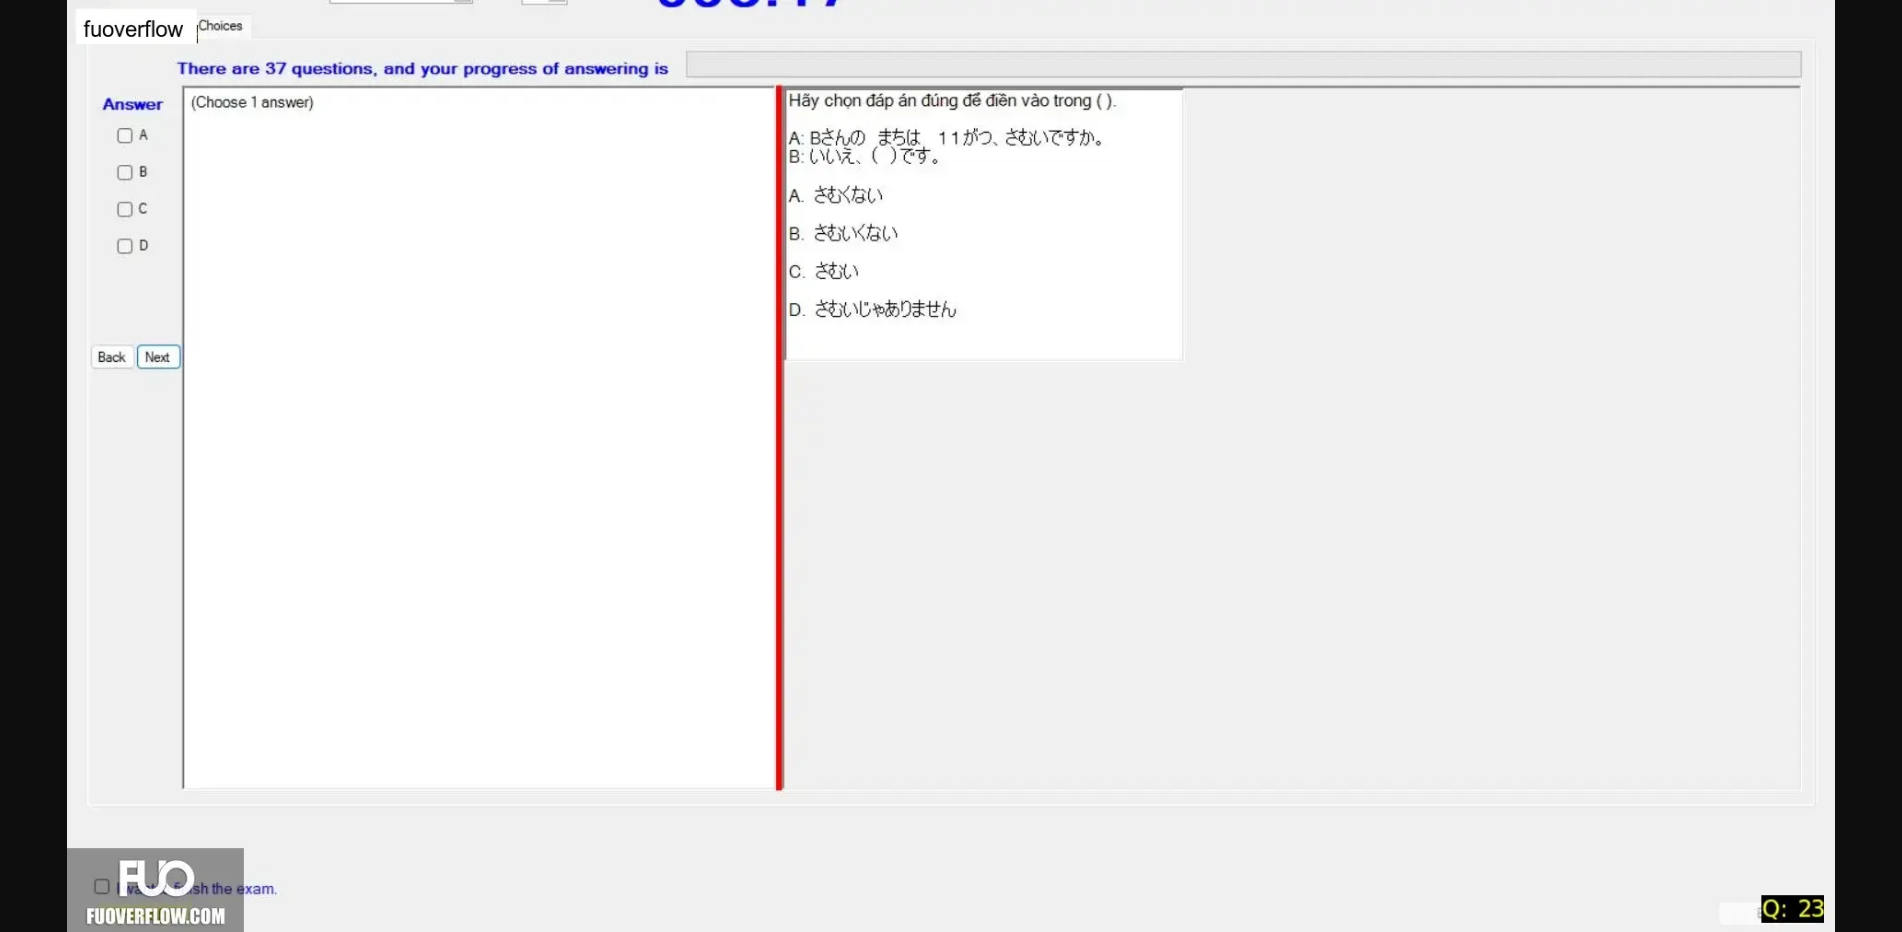 fuoverflow
Choices
There are 37 questions, and your progress of answering is
Answer
(Choose 1 answer)
A
B
C
D
Back
Next
Hãy chọn đáp án đúng để điền vào trong ( ).
A: Bさんの まちは 11がつ、さむいですか。
B: いいえ、( )です。
A. さむくない
B. さむいくない
C. さむい
D. さむいじゃありません
FUO
sh the exam.
FUOVERFLOW.COM
Q: 23